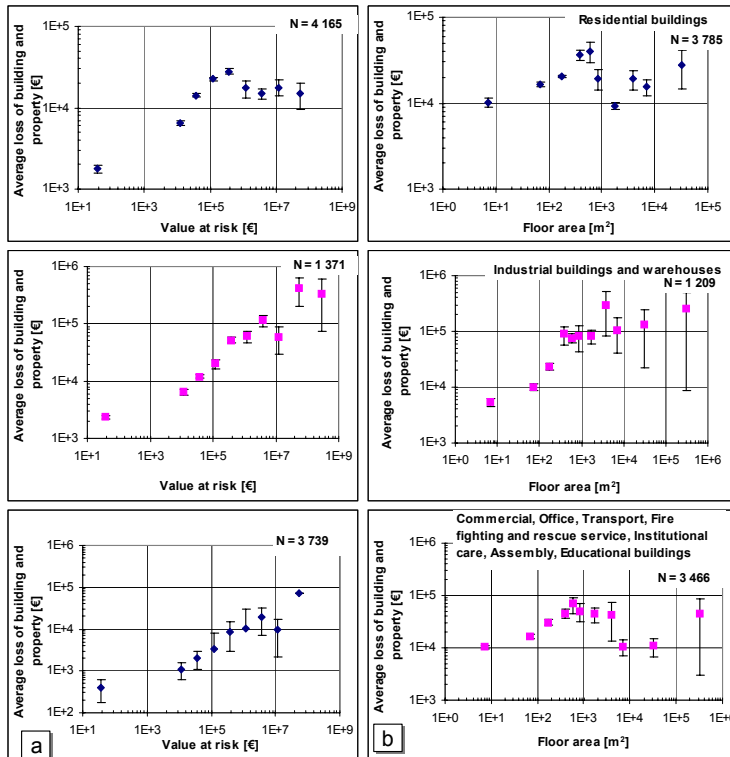 N = 4 165
Average loss of building and
property [€]
1E+5
1E+4
1E+3
1E+1 1E+3 1E+5 1E+7 1E+9
Value at risk [€]
Residential buildings
N = 3 785
Average loss of building and
property [€]
1E+5
1E+4
1E+3
1E+0 1E+1 1E+2 1E+3 1E+4 1E+5
Floor area [m²]
N = 1 371
Average loss of building and
property [€]
1E+6
1E+5
1E+4
1E+3
1E+1 1E+3 1E+5 1E+7 1E+9
Value at risk [€]
Industrial buildings and warehouses
N = 1 209
Average loss of building and
property [€]
1E+6
1E+5
1E+4
1E+3
1E+0 1E+1 1E+2 1E+3 1E+4 1E+5 1E+6
Floor area [m²]
N = 3 739
Average loss of building and
property [€]
1E+6
1E+5
1E+4
1E+3
1E+2
1E+1 1E+3 1E+5 1E+7 1E+9
Value at risk [€]
a
Commercial, Office, Transport, Fire
fighting and rescue service, Institutional
care, Assembly, Educational buildings
N = 3 466
Average loss of building and
property [€]
1E+6
1E+5
1E+4
1E+3
1E+0 1E+1 1E+2 1E+3 1E+4 1E+5 1E+6
Floor area [m²]
b